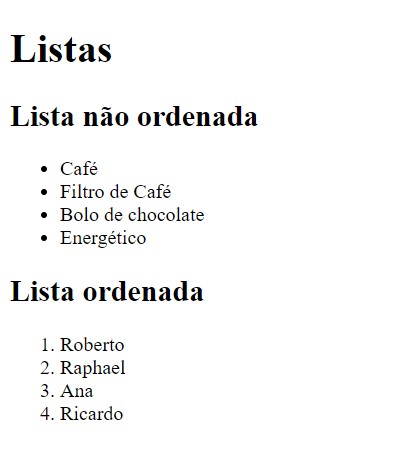 Listas
Lista não ordenada
• Café
• Filtro de Café
• Bolo de chocolate
• Energético
Lista ordenada
1. Roberto
2. Raphael
3. Ana
4. Ricardo